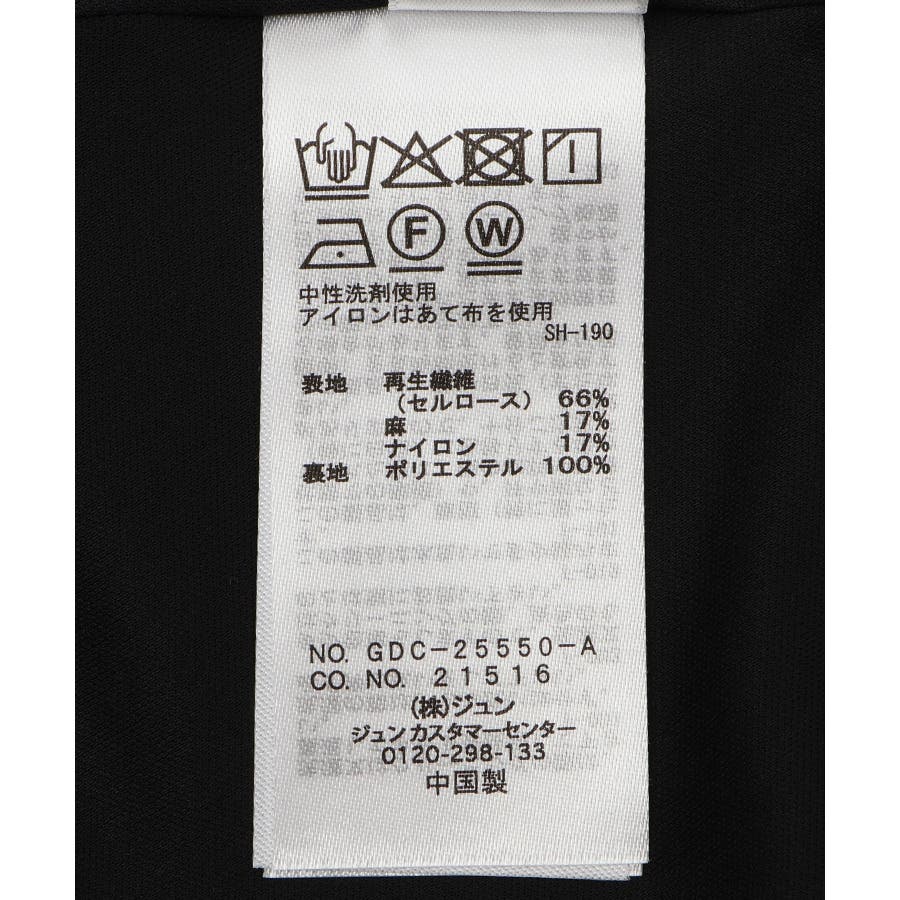 F W
中性洗剤使用
アイロンはあて布を使用
SH-190
表地 再生繊維
(セルロース) 66%
麻 17%
ナイロン 17%
裏地 ポリエステル 100%
NO. GDC-25550-A
CO. NO. 21516
(株)ジュン
ジュンカスタマーセンター
0120-298-133
中国製